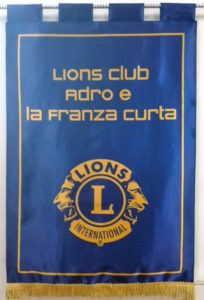 Lions club
Adro e
la Franza curta
LIONS
L
INTERNATIONAL
®